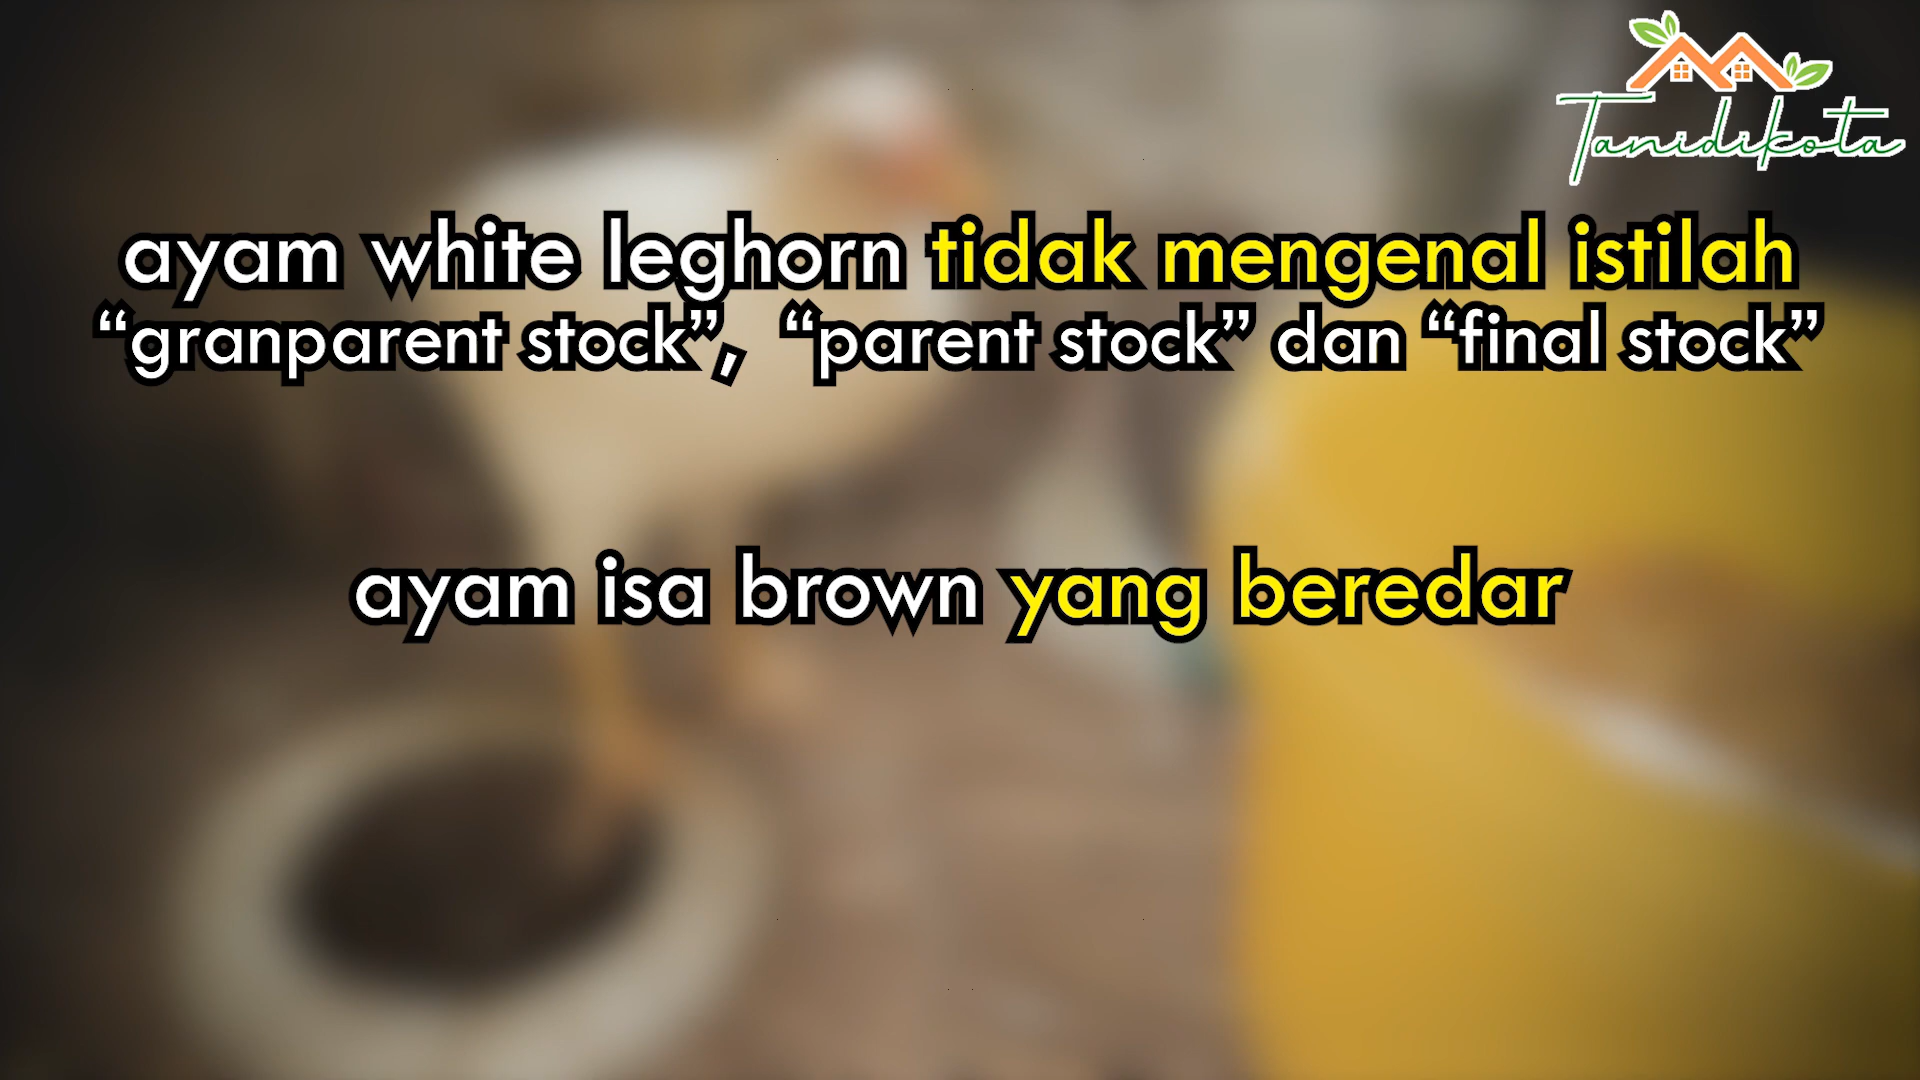 Tanidikota
ayam white leghorn tidak mengenal istilah
“granparent stock”, “parent stock” dan “final stock”
ayam isa brown yang beredar